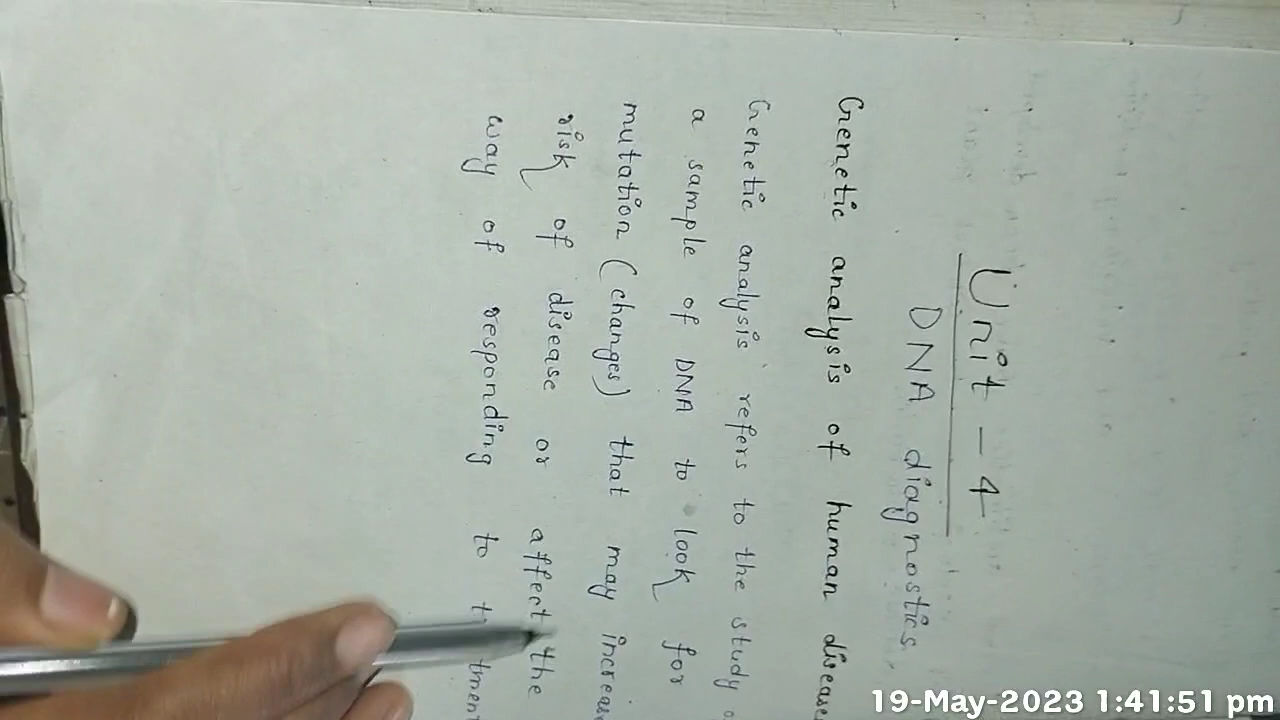 Unit - 4
DNA diagnostics.
Genetic analysis of human disease
Genetic analysis refers to the study
a sample of DNA to look for
mutation (changes) that may increas
risk of disease or affect the
way of responding to
19-May-2023 1:41:51 pm